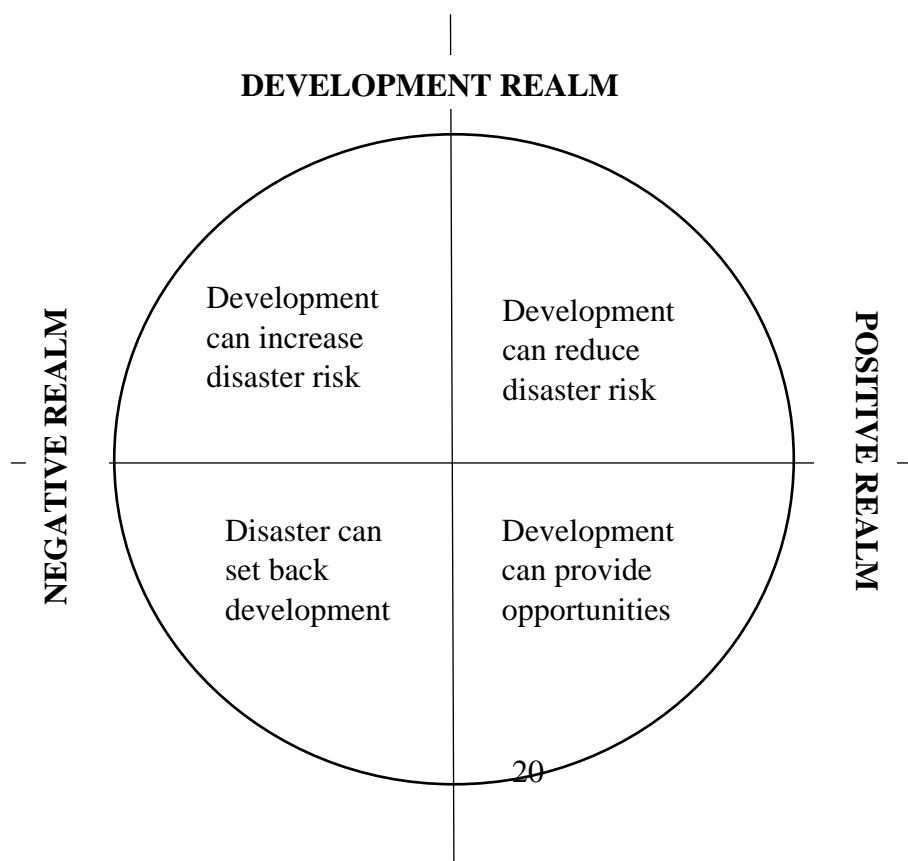 DEVELOPMENT REALM
NEGATIVE REALM
Development
can increase
disaster risk
Development
can reduce
disaster risk
POSITIVE REALM
Disaster can
set back
development
Development
can provide
opportunities
20